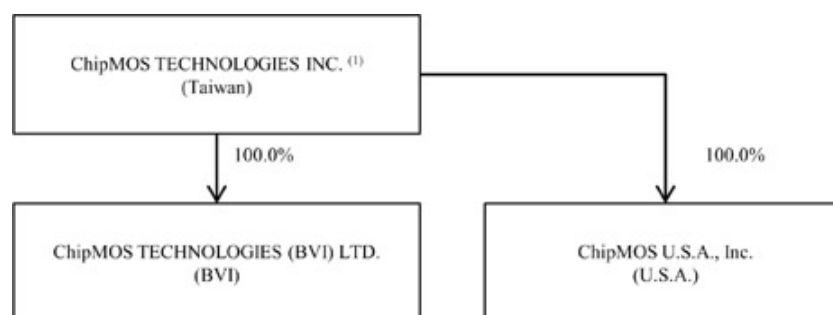 ChipMOS TECHNOLOGIES INC. (1)
(Taiwan)
100.0%
100.0%
ChipMOS TECHNOLOGIES (BVI) LTD.
(BVI)
ChipMOS U.S.A., Inc.
(U.S.A.)